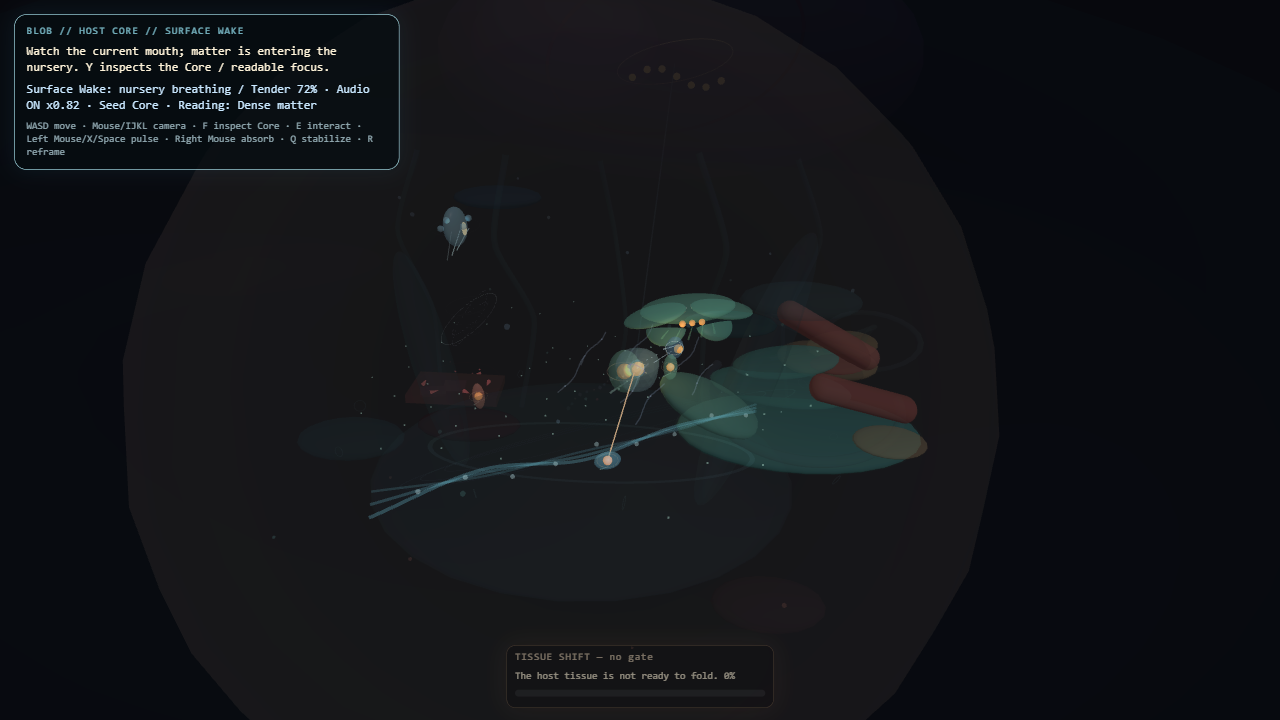 BLOB // HOST CORE // SURFACE WAKE
Watch the current mouth; matter is entering the
nursery. Y inspects the Core / readable focus.
Surface Wake: nursery breathing / Tender 72% · Audio
ON x0.82 · Seed Core · Reading: Dense matter
WASD move · Mouse/IJKL camera · F inspect Core · E interact ·
Left Mouse/X/Space pulse · Right Mouse absorb · Q stabilize · R
reframe
TISSUE SHIFT — no gate
The host tissue is not ready to fold. 0%